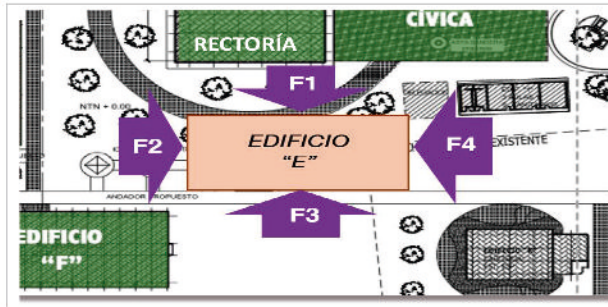 CÍVICA
RECTORÍA
F1
NTN + 0.00
F2
EDIFICIO
"E"
F4
EXISTENTE
ANDADOR PROPUESTO
F3
EDIFICIO
"F"